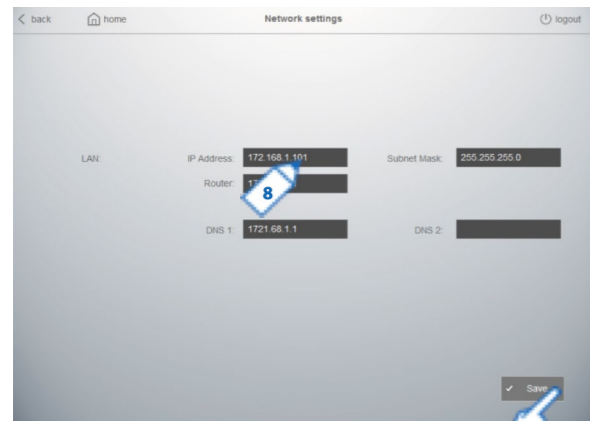 back home Network settings logout
LAN: IP Address: 172.168.1.101 Subnet Mask: 255.255.255.0
Router:
8
DNS 1: 1721.68.1.1 DNS 2:
Save